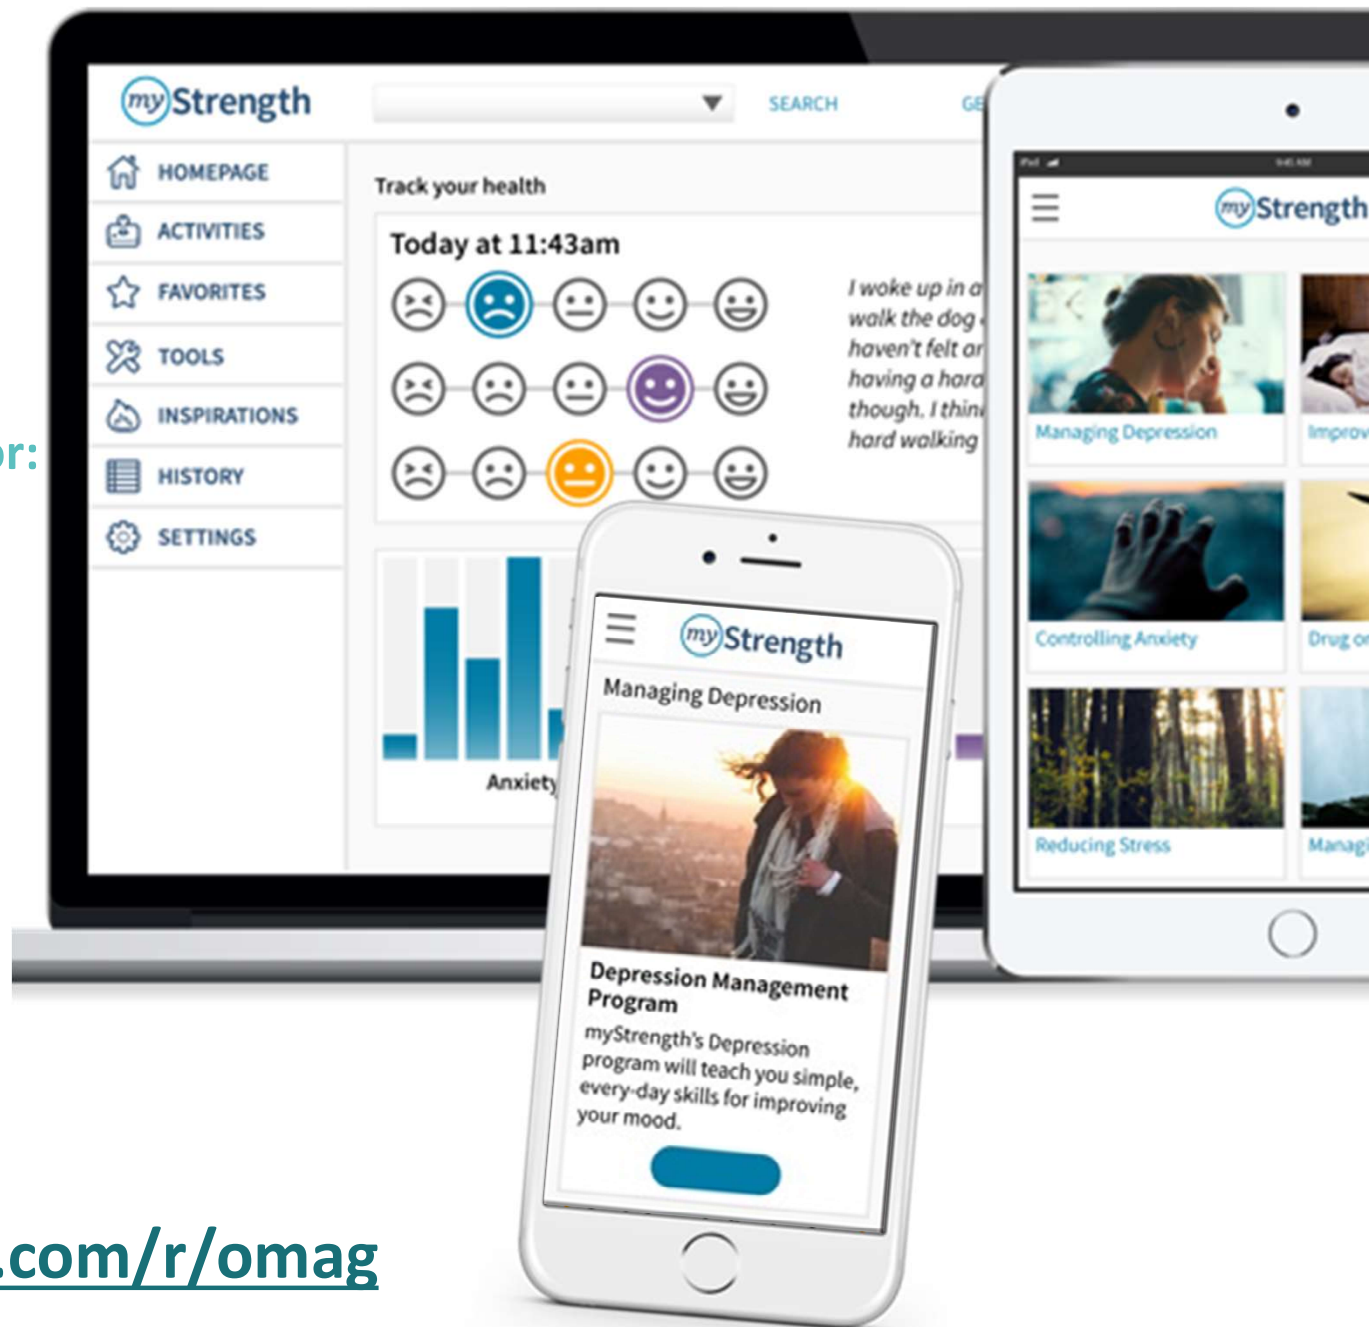 myStrength
SEARCH
HOMEPAGE
ACTIVITIES
FAVORITES
TOOLS
INSPIRATIONS
HISTORY
SETTINGS
Track your health
Today at 11:43am
I woke up in a
walk the dog
haven't felt
having a
though. I
hard walking
Anxiety
myStrength
Managing Depression
Controlling Anxiety
Drug
Reducing Stress
myStrength
Managing Depression
Depression Management
Program
myStrength's Depression
program will teach you simple,
every-day skills for improving
your mood.
.com/r/omag